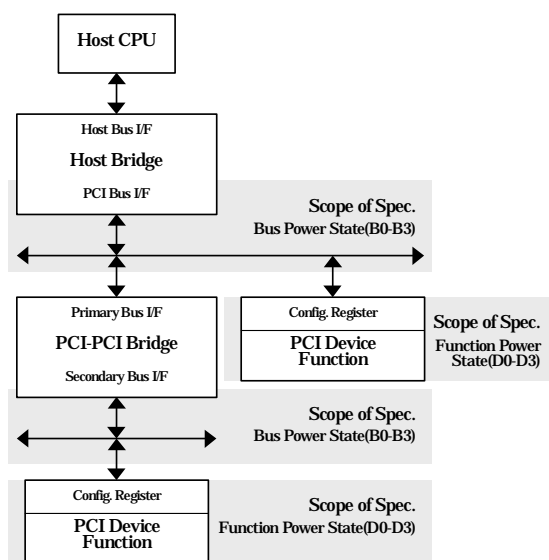 Host CPU
Host Bus I/F
Host Bridge
PCI Bus I/F
Scope of Spec.
Bus Power State(B0-B3)
Primary Bus I/F
PCI-PCI Bridge
Secondary Bus I/F
Config. Register
PCI Device
Function
Scope of Spec.
Function Power
State(D0-D3)
Scope of Spec.
Bus Power State(B0-B3)
Config. Register
PCI Device
Function
Scope of Spec.
Function Power State(D0-D3)